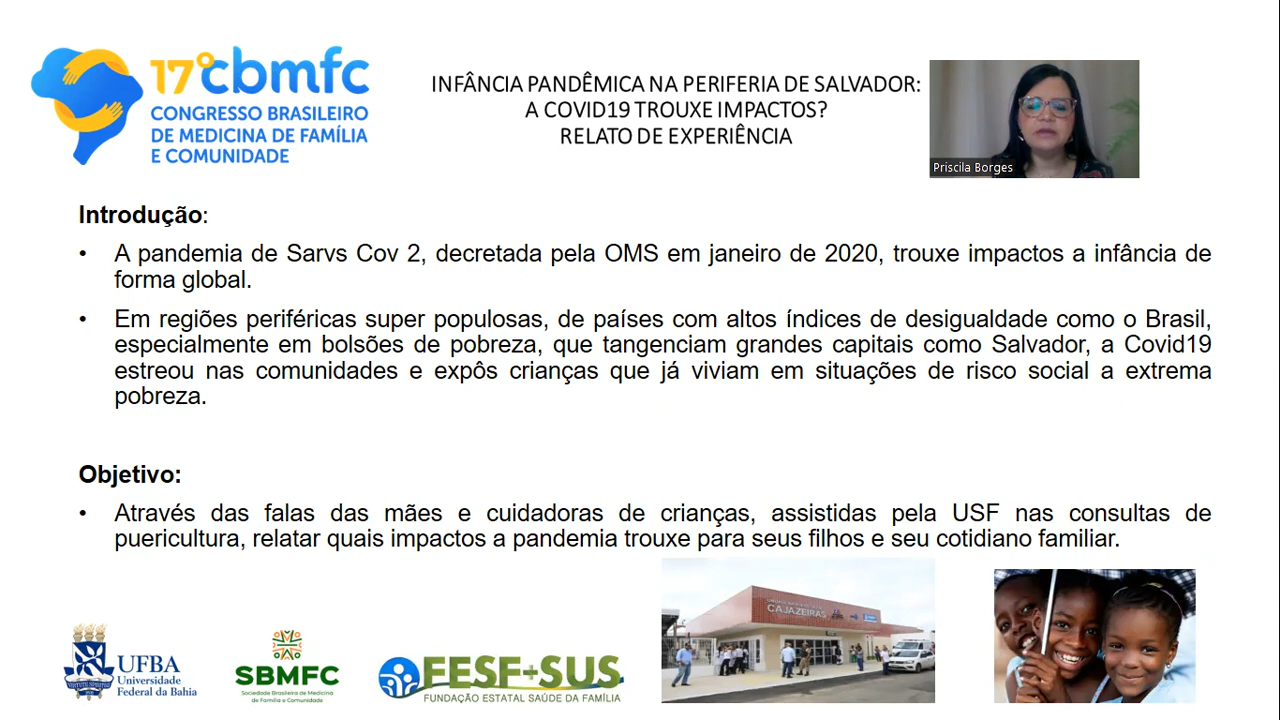 17º cbmfc
CONGRESSO BRASILEIRO
DE MEDICINA DE FAMÍLIA
E COMUNIDADE
INFÂNCIA PANDÊMICA NA PERIFERIA DE SALVADOR:
A COVID19 TROUXE IMPACTOS?
RELATO DE EXPERIÊNCIA
Priscila Borges
Introdução:
• A pandemia de Sarvs Cov 2, decretada pela OMS em janeiro de 2020, trouxe impactos a infância de
forma global.
• Em regiões periféricas super populosas, de países com altos índices de desigualdade como o Brasil,
especialmente em bolsões de pobreza, que tangenciam grandes capitais como Salvador, a Covid19
estreou nas comunidades e expôs crianças que já viviam em situações de risco social a extrema
pobreza.
Objetivo:
• Através das falas das mães e cuidadoras de crianças, assistidas pela USF nas consultas de
puericultura, relatar quais impactos a pandemia trouxe para seus filhos e seu cotidiano familiar.
CAJAZEIRAS
UFBA
Universidade
Federal da Bahia
SBMFC
Sociedade Brasileira de Medicina
de Família e Comunidade
FESF+SUS
FUNDAÇÃO ESTATAL SAÚDE DA FAMÍLIA